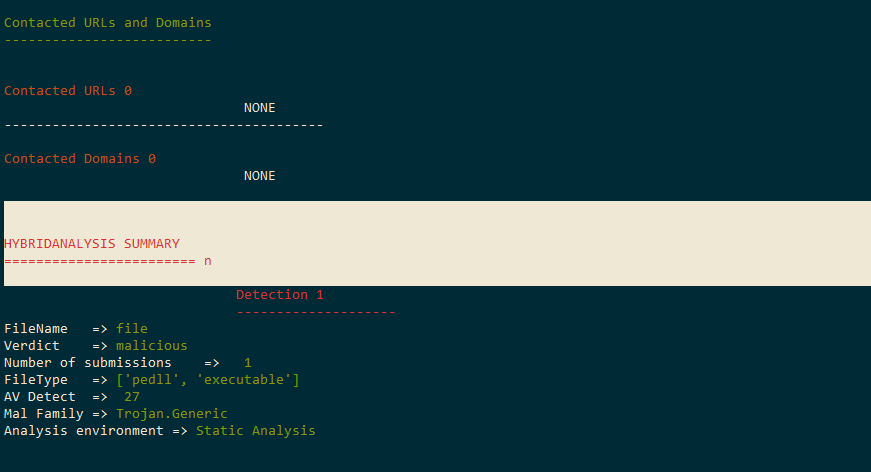 Contacted URLs and Domains
--------------------------
Contacted URLs 0
NONE
----------------------------------------
Contacted Domains 0
NONE
HYBRIDANALYSIS SUMMARY
======================== n
Detection 1
--------------------
FileName => file
Verdict => malicious
Number of submissions => 1
FileType => ['pedll', 'executable']
AV Detect => 27
Mal Family => Trojan.Generic
Analysis environment => Static Analysis